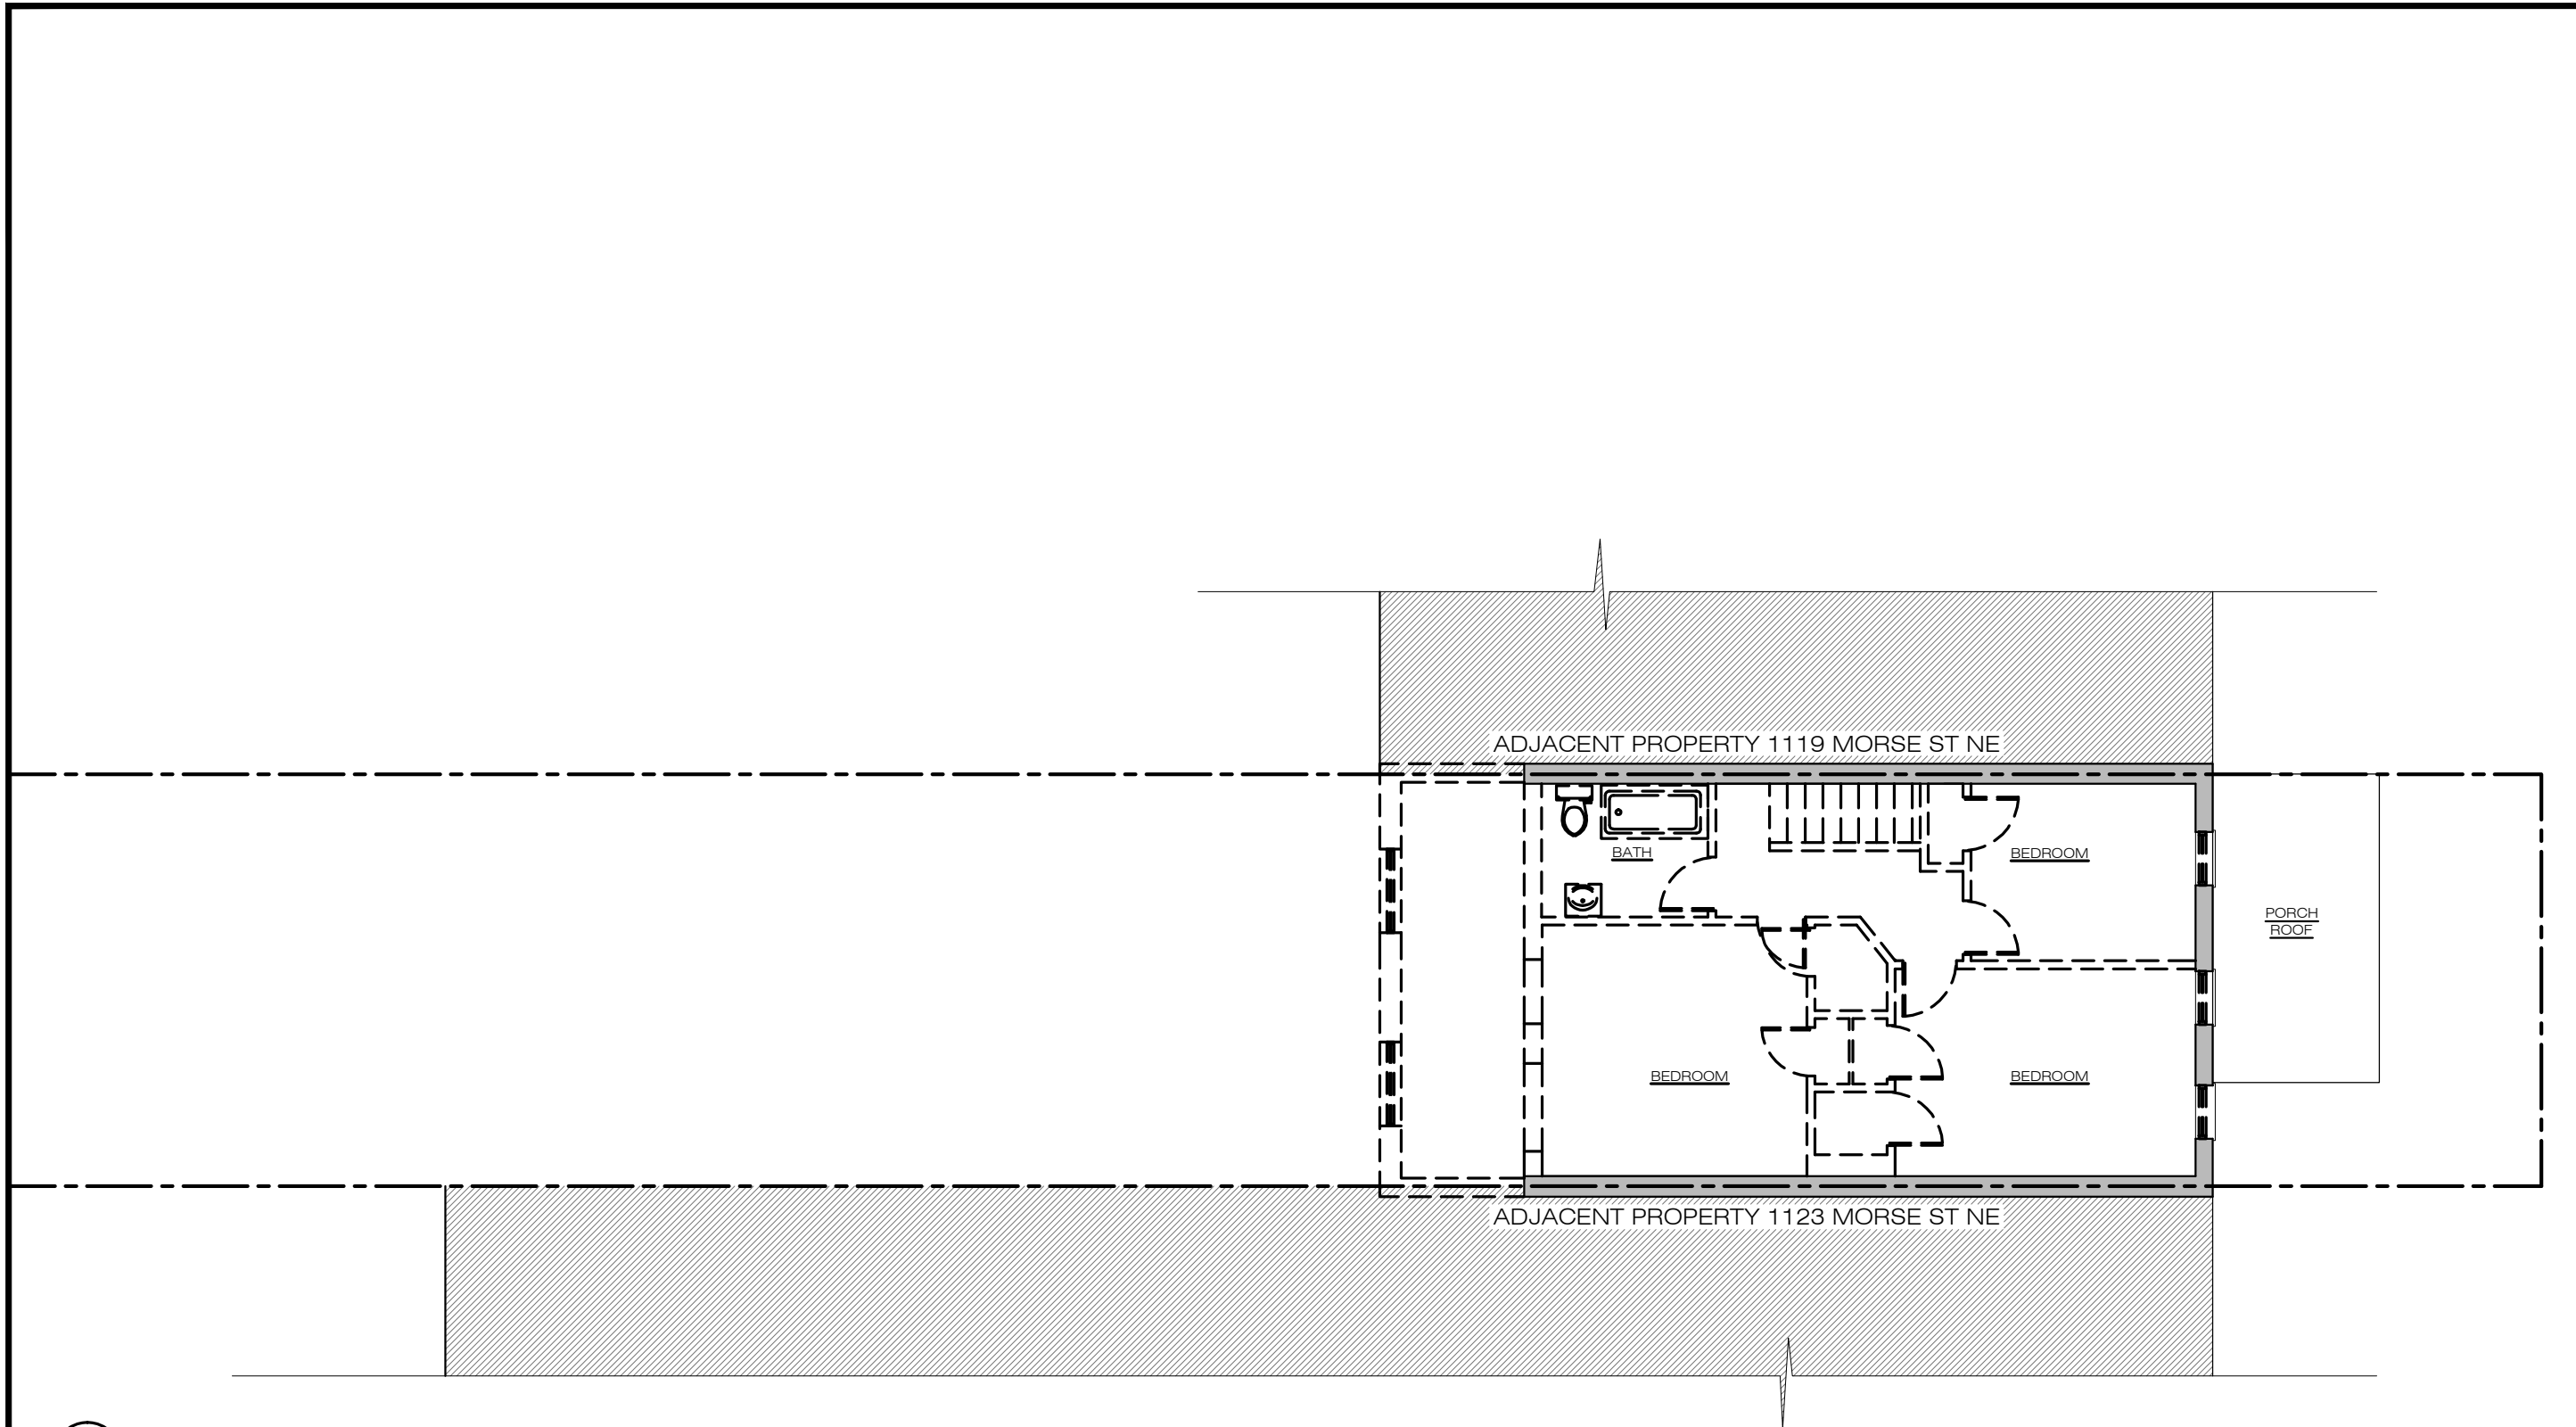 ADJACENT PROPERTY 1119 MORSE ST NE
BATH
BEDROOM
PORCH
ROOF
BEDROOM
BEDROOM
ADJACENT PROPERTY 1123 MORSE ST NE